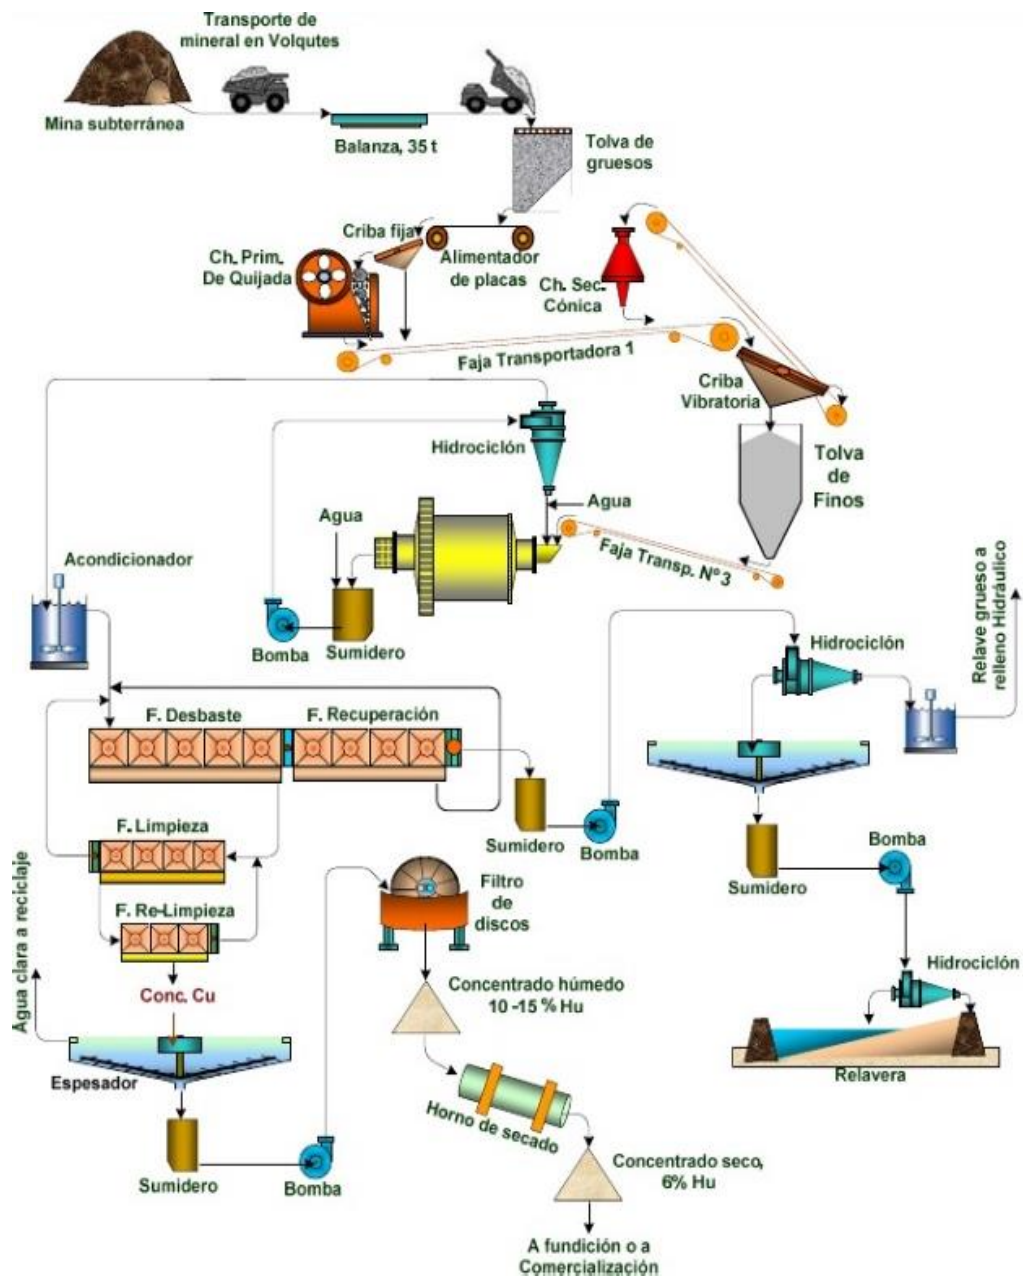 Transporte de
mineral en Volqutes
Mina subterránea
Balanza, 35 t
Tolva de
gruesos
Criba fija
Ch. Prim.
De Quijada
Alimentador
de placas
Ch. Sec.
Cónica
Faja Transportadora 1
Criba
Vibratoria
Hidrociclón
Tolva
de
Finos
Agua
Agua
Faja Transp. N° 3
Acondicionador
Bomba
Sumidero
Relave grueso a
relleno Hidráulico
Hidrociclón
F. Desbaste
F. Recuperación
Sumidero
Bomba
F. Limpieza
Bomba
Sumidero
Filtro
de
discos
F. Re-Limpieza
Agua clara a reciclaje
Conc. Cu
Concentrado húmedo
10 -15 % Hu
Hidrociclón
Relavera
Espesador
Horno de secado
Sumidero
Bomba
Concentrado seco,
6% Hu
A fundición o a
Comercialización